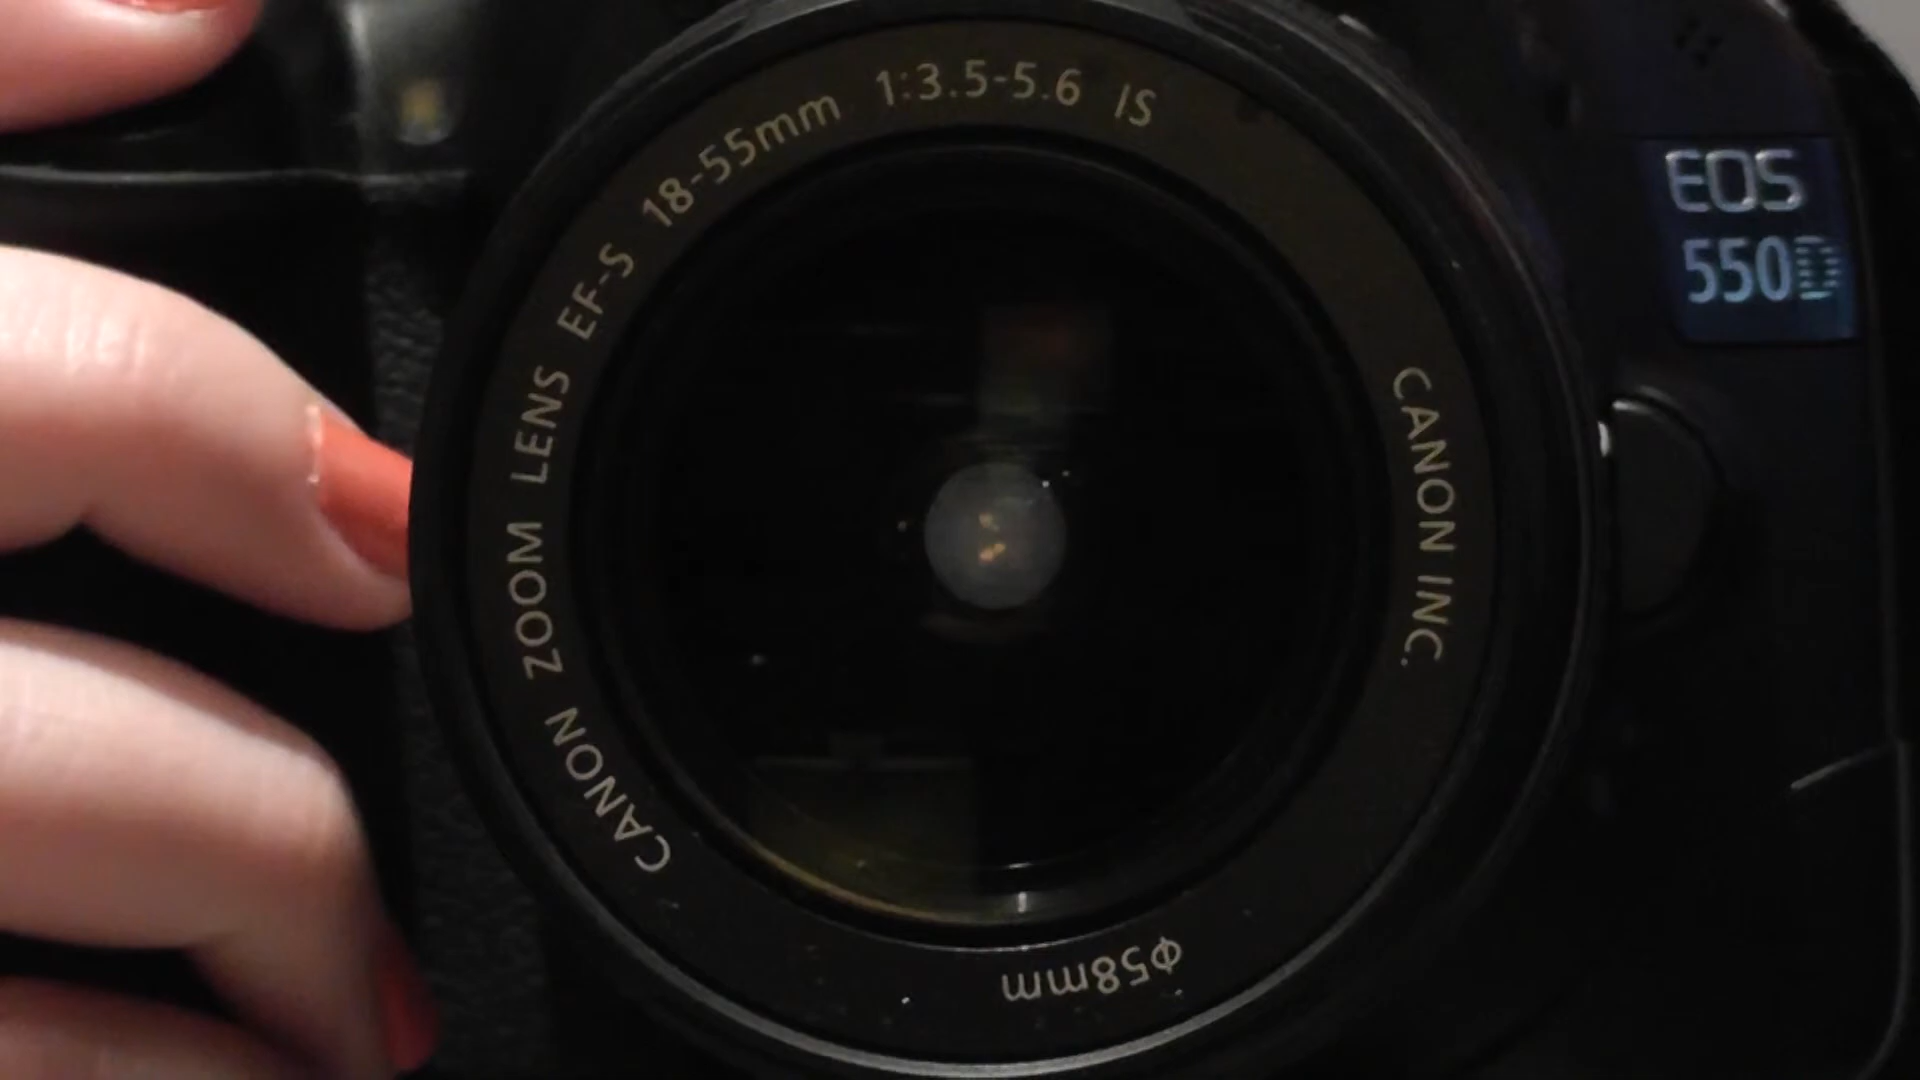 CANON ZOOM LENS EF-S 18-55mm 1:3.5-5.6 IS
CANON INC.
Φ58mm
EOS
550D